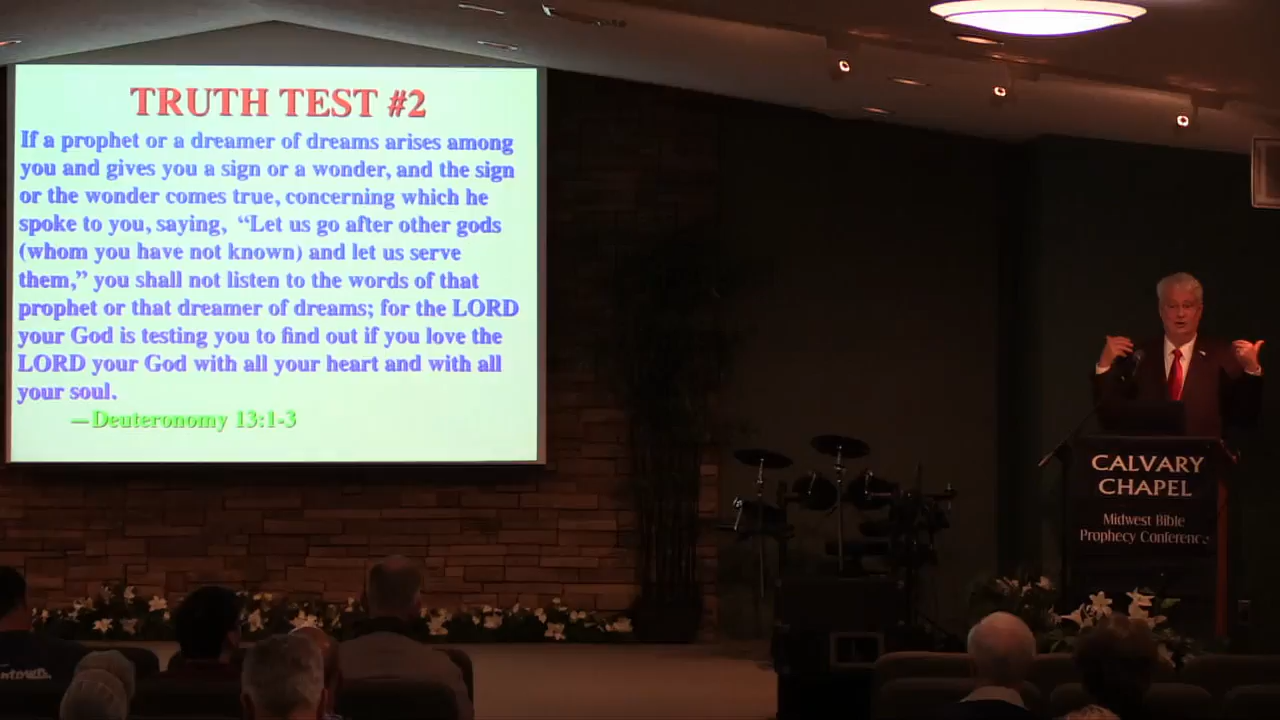 TRUTH TEST #2
If a prophet or a dreamer of dreams arises among
you and gives you a sign or a wonder, and the sign
or the wonder comes true, concerning which he
spoke to you, saying, “Let us go after other gods
(whom you have not known) and let us serve
them,” you shall not listen to the words of that
prophet or that dreamer of dreams; for the LORD
your God is testing you to find out if you love the
LORD your God with all your heart and with all
your soul.
—Deuteronomy 13:1-3
CALVARY
CHAPEL
Midwest Bible
Prophecy Conference